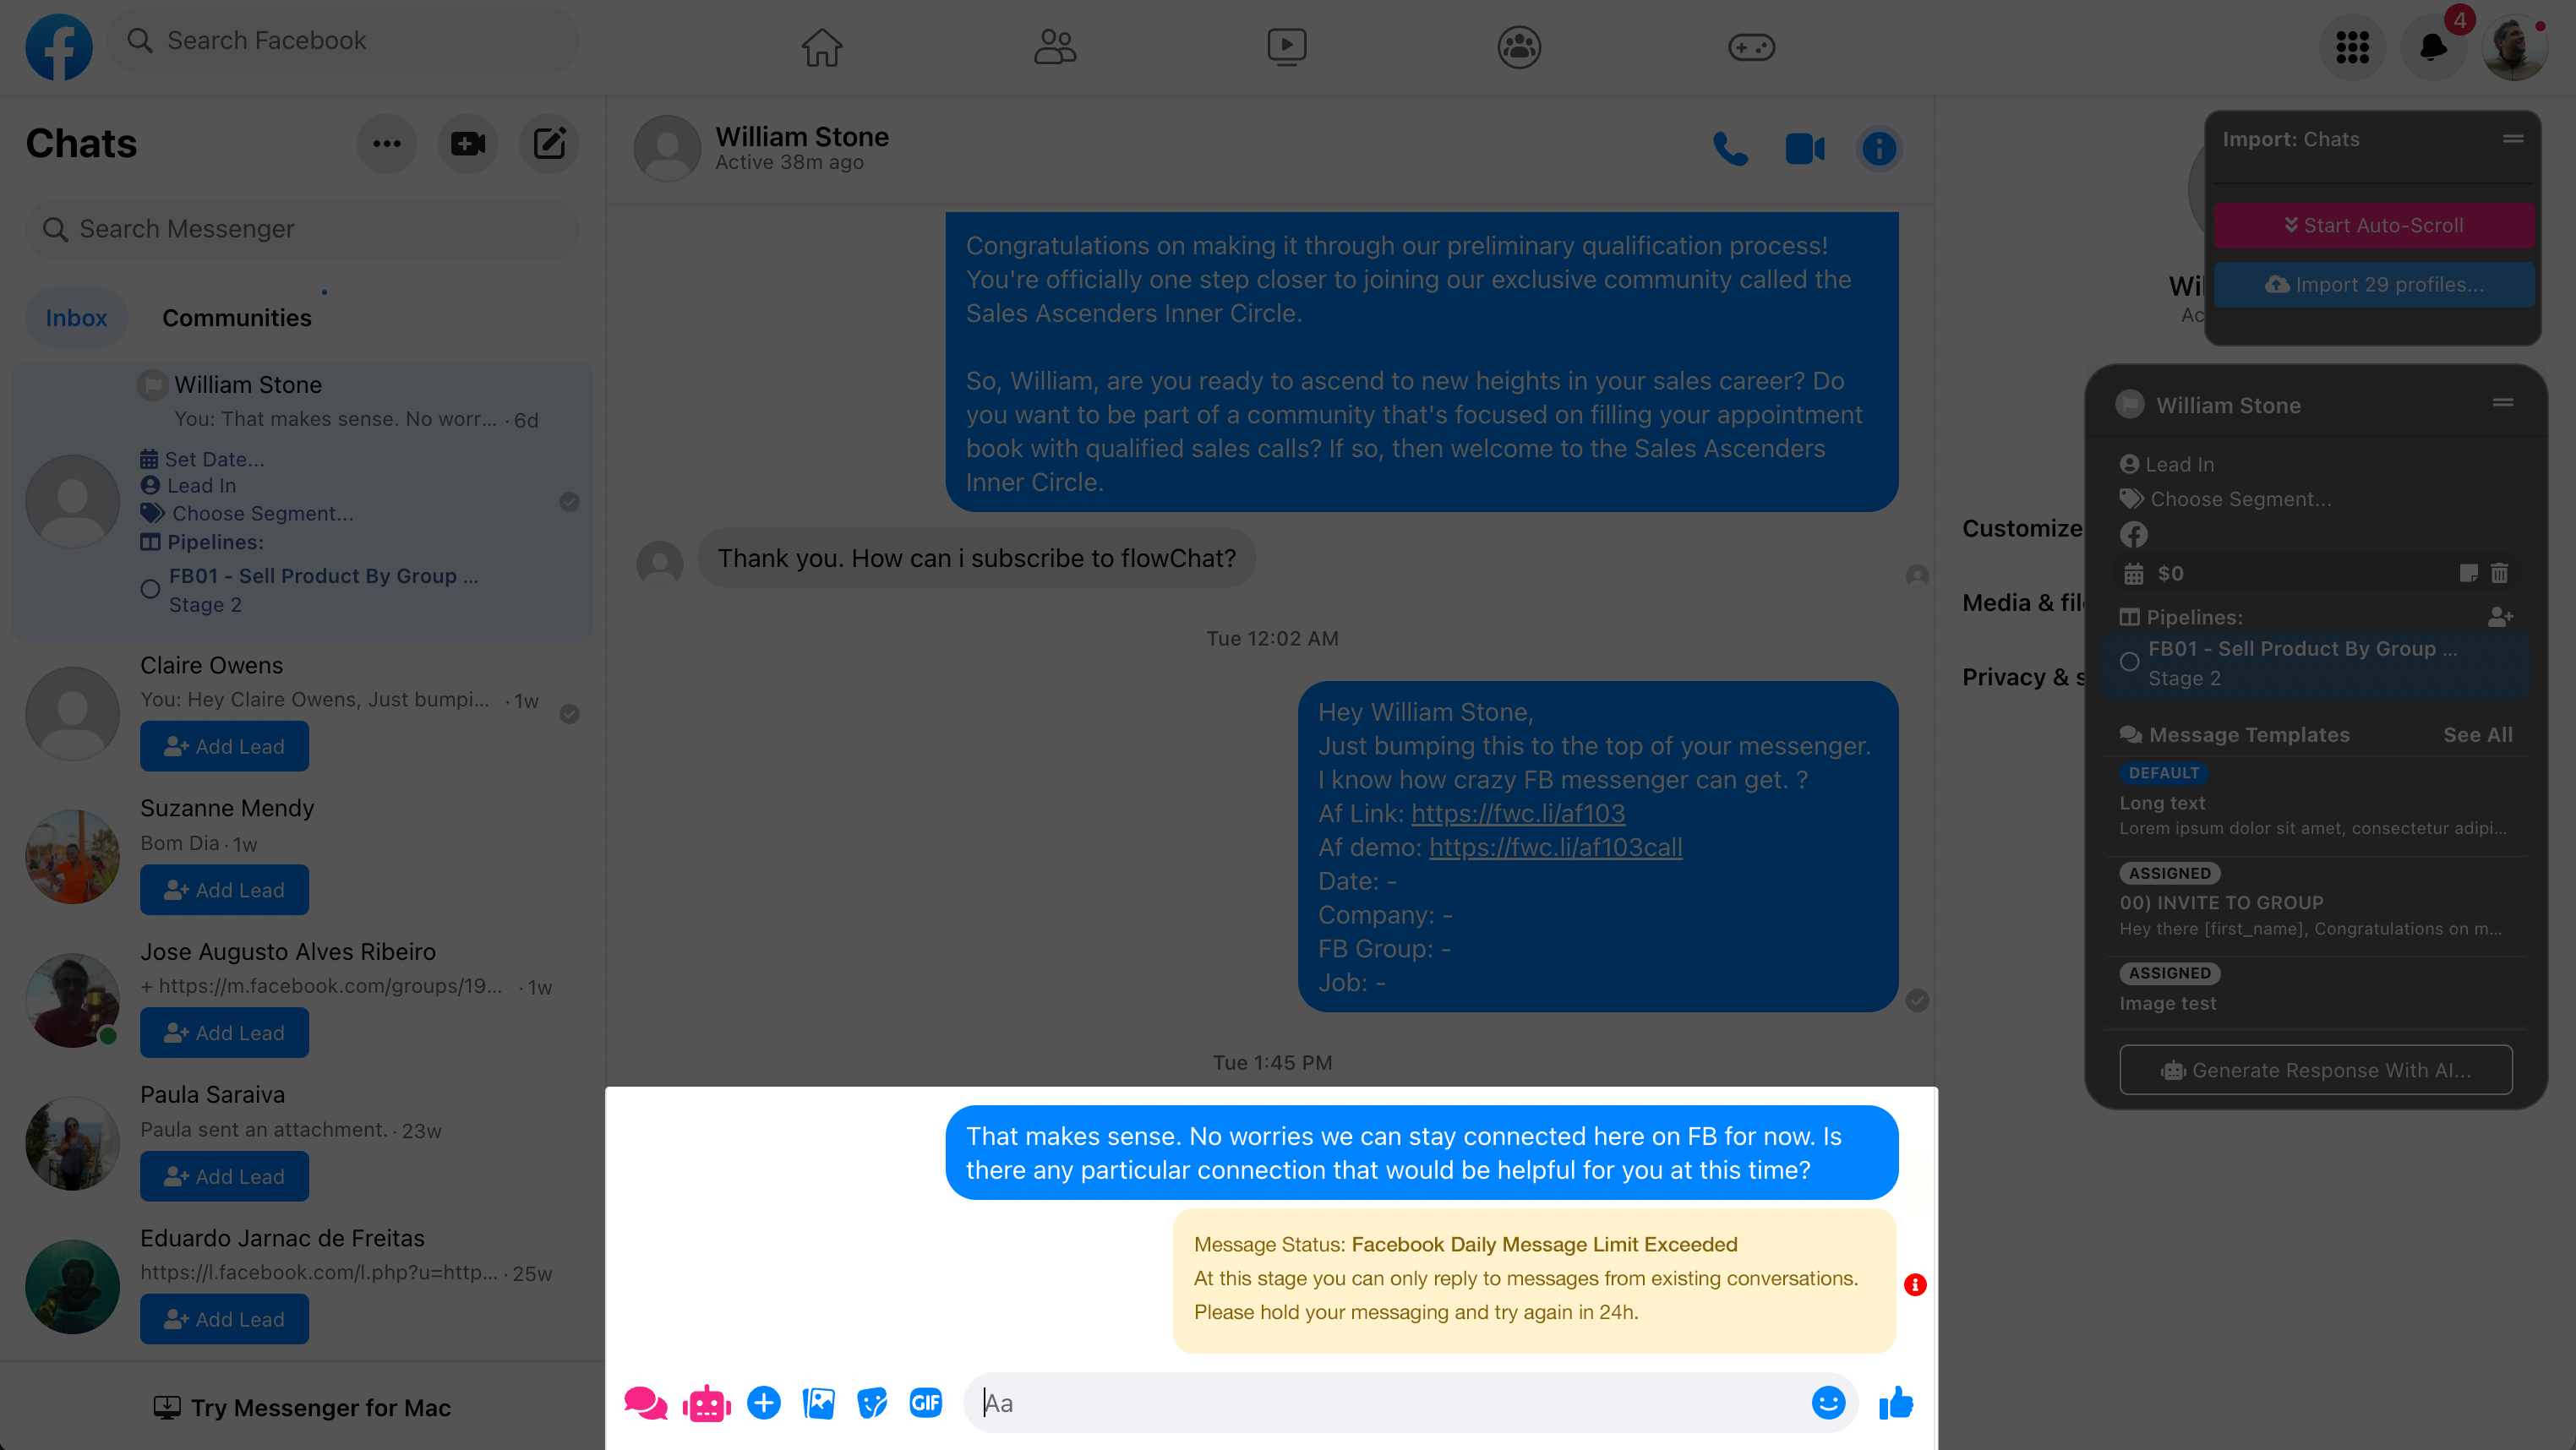 Search Facebook
4
Chats
Search Messenger
Inbox
Communities
William Stone
You: That makes sense. No worr... · 6d
Set Date...
Lead In
Choose Segment...
Pipelines:
FB01 - Sell Product By Group ...
Stage 2
Claire Owens
You: Hey Claire Owens, Just bumpi... · 1w
Add Lead
Suzanne Mendy
Bom Dia · 1w
Add Lead
Jose Augusto Alves Ribeiro
+ https://m.facebook.com/groups/19... · 1w
Add Lead
Paula Saraiva
Paula sent an attachment. · 23w
Add Lead
Eduardo Jarnac de Freitas
https://l.facebook.com/l.php?u=http... · 25w
Add Lead
Try Messenger for Mac
William Stone
Active 38m ago
Congratulations on making it through our preliminary qualification process!
You're officially one step closer to joining our exclusive community called the
Sales Ascenders Inner Circle.
So, William, are you ready to ascend to new heights in your sales career? Do
you want to be part of a community that's focused on filling your appointment
book with qualified sales calls? If so, then welcome to the Sales Ascenders
Inner Circle.
Thank you. How can i subscribe to flowChat?
Tue 12:02 AM
Hey William Stone,
Just bumping this to the top of your messenger.
I know how crazy FB messenger can get. ?
Af Link: https://fwc.li/af103
Af demo: https://fwc.li/af103call
Date: -
Company: -
FB Group: -
Job: -
Tue 1:45 PM
That makes sense. No worries we can stay connected here on FB for now. Is
there any particular connection that would be helpful for you at this time?
Message Status: Facebook Daily Message Limit Exceeded
At this stage you can only reply to messages from existing conversations.
Please hold your messaging and try again in 24h.
GIF
Aa
Wil
Ac
Customize
Media & fil
Privacy & s
Import: Chats
Start Auto-Scroll
Import 29 profiles...
William Stone
Lead In
Choose Segment...
$0
Pipelines:
FB01 - Sell Product By Group ...
Stage 2
Message Templates
See All
DEFAULT
Long text
Lorem ipsum dolor sit amet, consectetur adipi...
ASSIGNED
00) INVITE TO GROUP
Hey there [first_name], Congratulations on m...
ASSIGNED
Image test
Generate Response With AI...